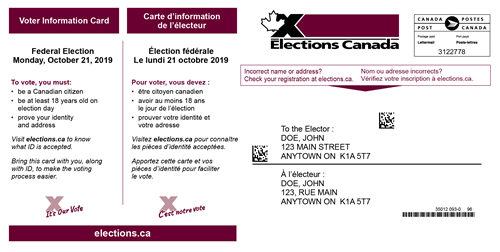 Voter Information Card
Federal Election
Monday, October 21, 2019
To vote, you must:
• be a Canadian citizen
• be at least 18 years old on
election day
• prove your identity
and address
Visit elections.ca to know
what ID is accepted.
Bring this card with you, along
with ID, to make the voting
process easier.
It's Our Vote
Carte d'information
de l'électeur
Élection fédérale
Le lundi 21 octobre 2019
Pour voter, vous devez :
• être citoyen canadien
• avoir au moins 18 ans
le jour de l'élection
• prouver votre identité et
votre adresse
Visitez elections.ca pour connaître
les pièces d'identité acceptées.
Apportez cette carte et vos
pièces d'identité pour faciliter
le vote.
C'est notre vote
elections.ca
Elections Canada
CANADA POSTES
POST CANADA
Postage paid Port payé
Lettermail Poste-lettres
3122778
Incorrect name or address?
Check your registration at elections.ca.
Nom ou adresse incorrects?
Vérifiez votre inscription à elections.ca.
To the Elector :
DOE, JOHN
123 MAIN STREET
ANYTOWN ON K1A 5T7
À l'électeur :
DOE, JOHN
123, RUE MAIN
ANYTOWN ON K1A 5T7
35012 093-0 96